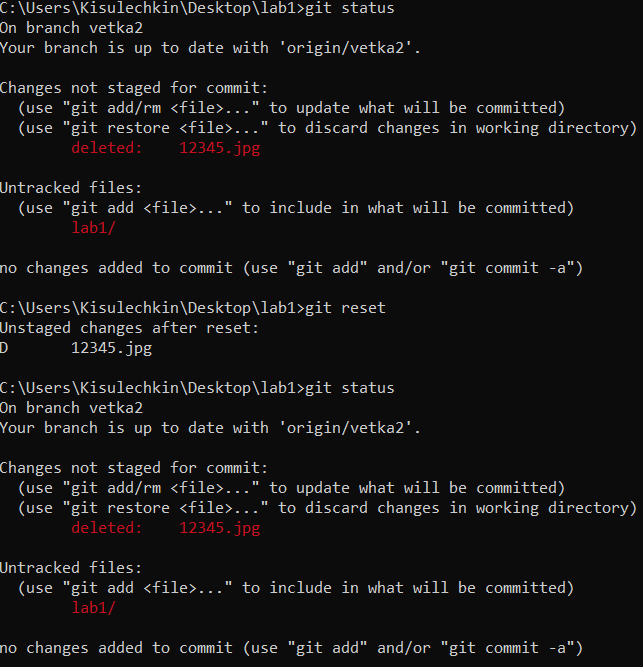 C:\Users\Kisulechkin\Desktop\lab1>git status
On branch vetka2
Your branch is up to date with 'origin/vetka2'.

Changes not staged for commit:
  (use "git add/rm <file>..." to update what will be committed)
  (use "git restore <file>..." to discard changes in working directory)
        deleted:    12345.jpg

Untracked files:
  (use "git add <file>..." to include in what will be committed)
        lab1/

no changes added to commit (use "git add" and/or "git commit -a")

C:\Users\Kisulechkin\Desktop\lab1>git reset
Unstaged changes after reset:
D       12345.jpg

C:\Users\Kisulechkin\Desktop\lab1>git status
On branch vetka2
Your branch is up to date with 'origin/vetka2'.

Changes not staged for commit:
  (use "git add/rm <file>..." to update what will be committed)
  (use "git restore <file>..." to discard changes in working directory)
        deleted:    12345.jpg

Untracked files:
  (use "git add <file>..." to include in what will be committed)
        lab1/

no changes added to commit (use "git add" and/or "git commit -a")